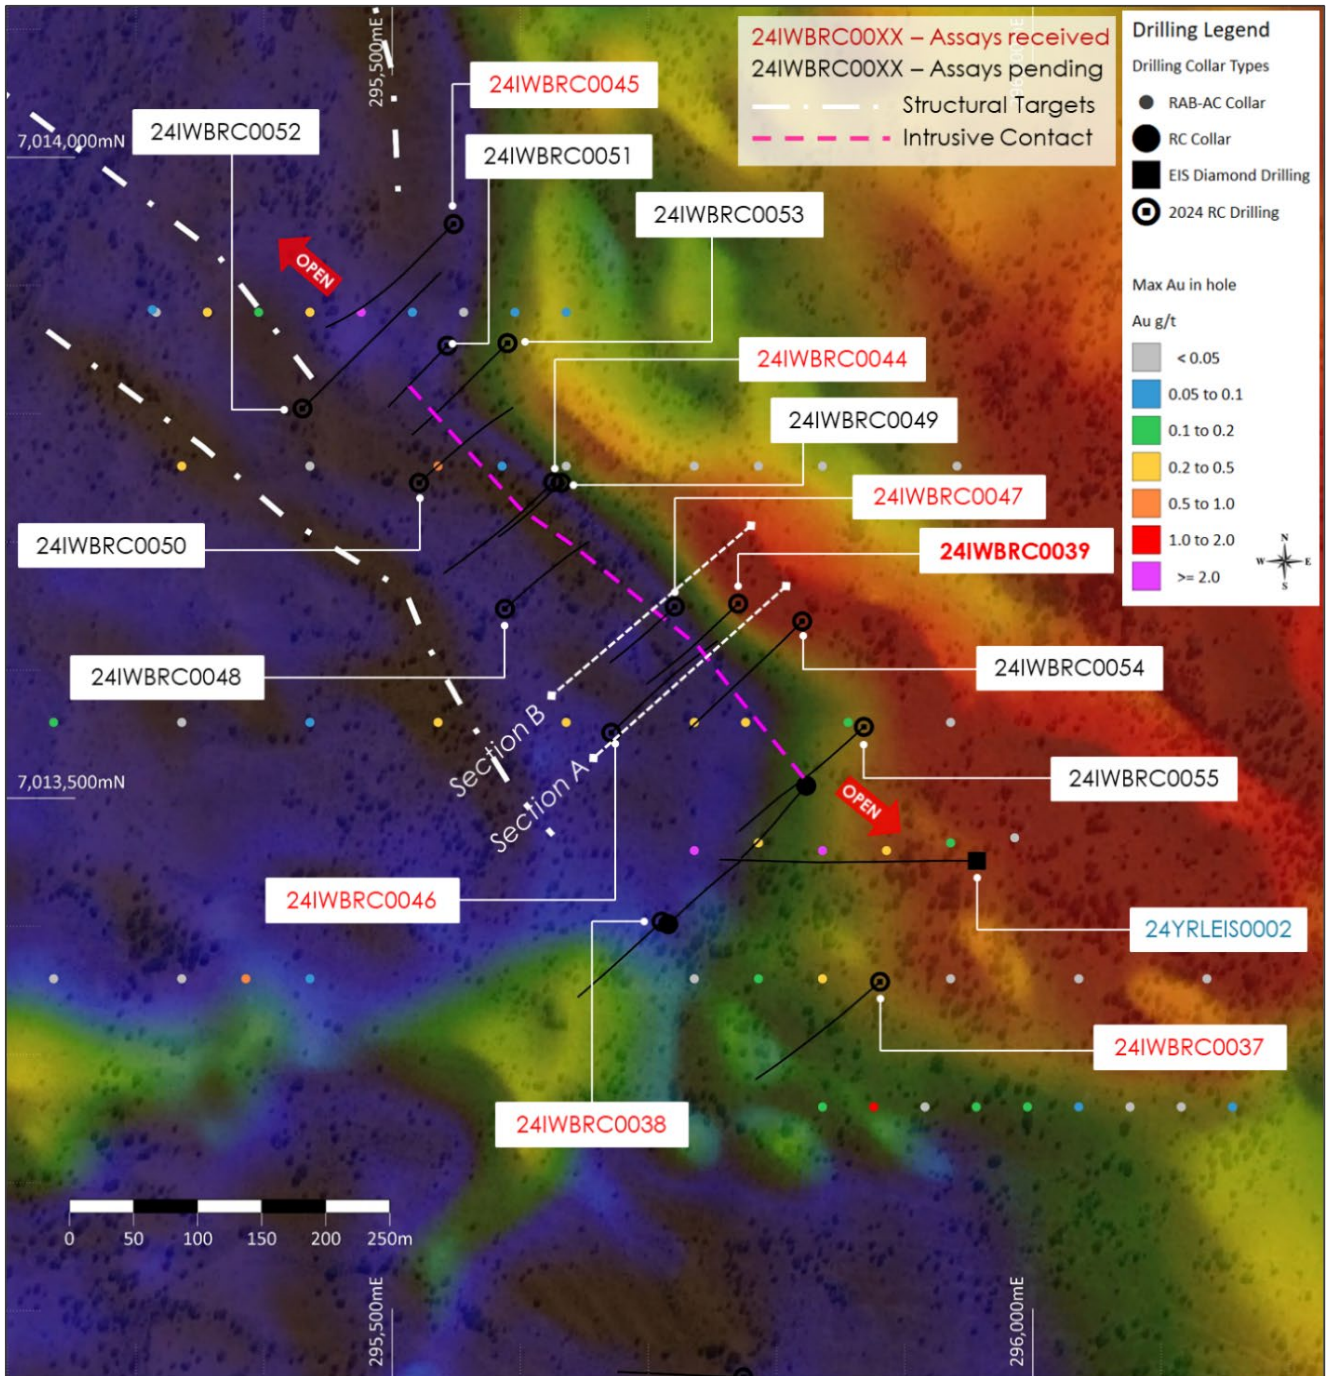 295,500mE
24IWBRC00XX – Assays received
24IWBRC00XX – Assays pending
Structural Targets
Intrusive Contact
Drilling Legend
Drilling Collar Types
RAB-AC Collar
RC Collar
EIS Diamond Drilling
2024 RC Drilling
Max Au in hole
Au g/t
< 0.05
0.05 to 0.1
0.1 to 0.2
0.2 to 0.5
0.5 to 1.0
1.0 to 2.0
>= 2.0
N
W
E
S
24IWBRC0045
24IWBRC0052
7,014,000mN
24IWBRC0051
24IWBRC0053
OPEN
24IWBRC0044
24IWBRC0049
24IWBRC0047
24IWBRC0050
24IWBRC0039
24IWBRC0048
24IWBRC0054
Section B
Section A
7,013,500mN
24IWBRC0055
OPEN
24IWBRC0046
24YRLEIS0002
24IWBRC0037
24IWBRC0038
0 50 100 150 200 250m
295,500mE
296,000mE